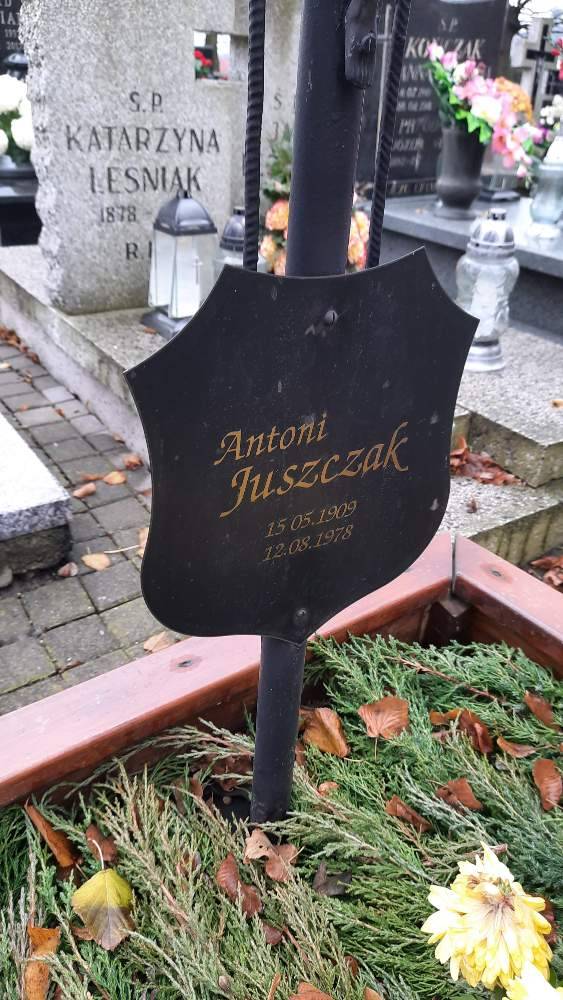 Ś.P.
KATARZYNA
LEŚNIAK
1878
R
Ś.P.
Antoni
Juszczak
15 05.1909
12.08.1978